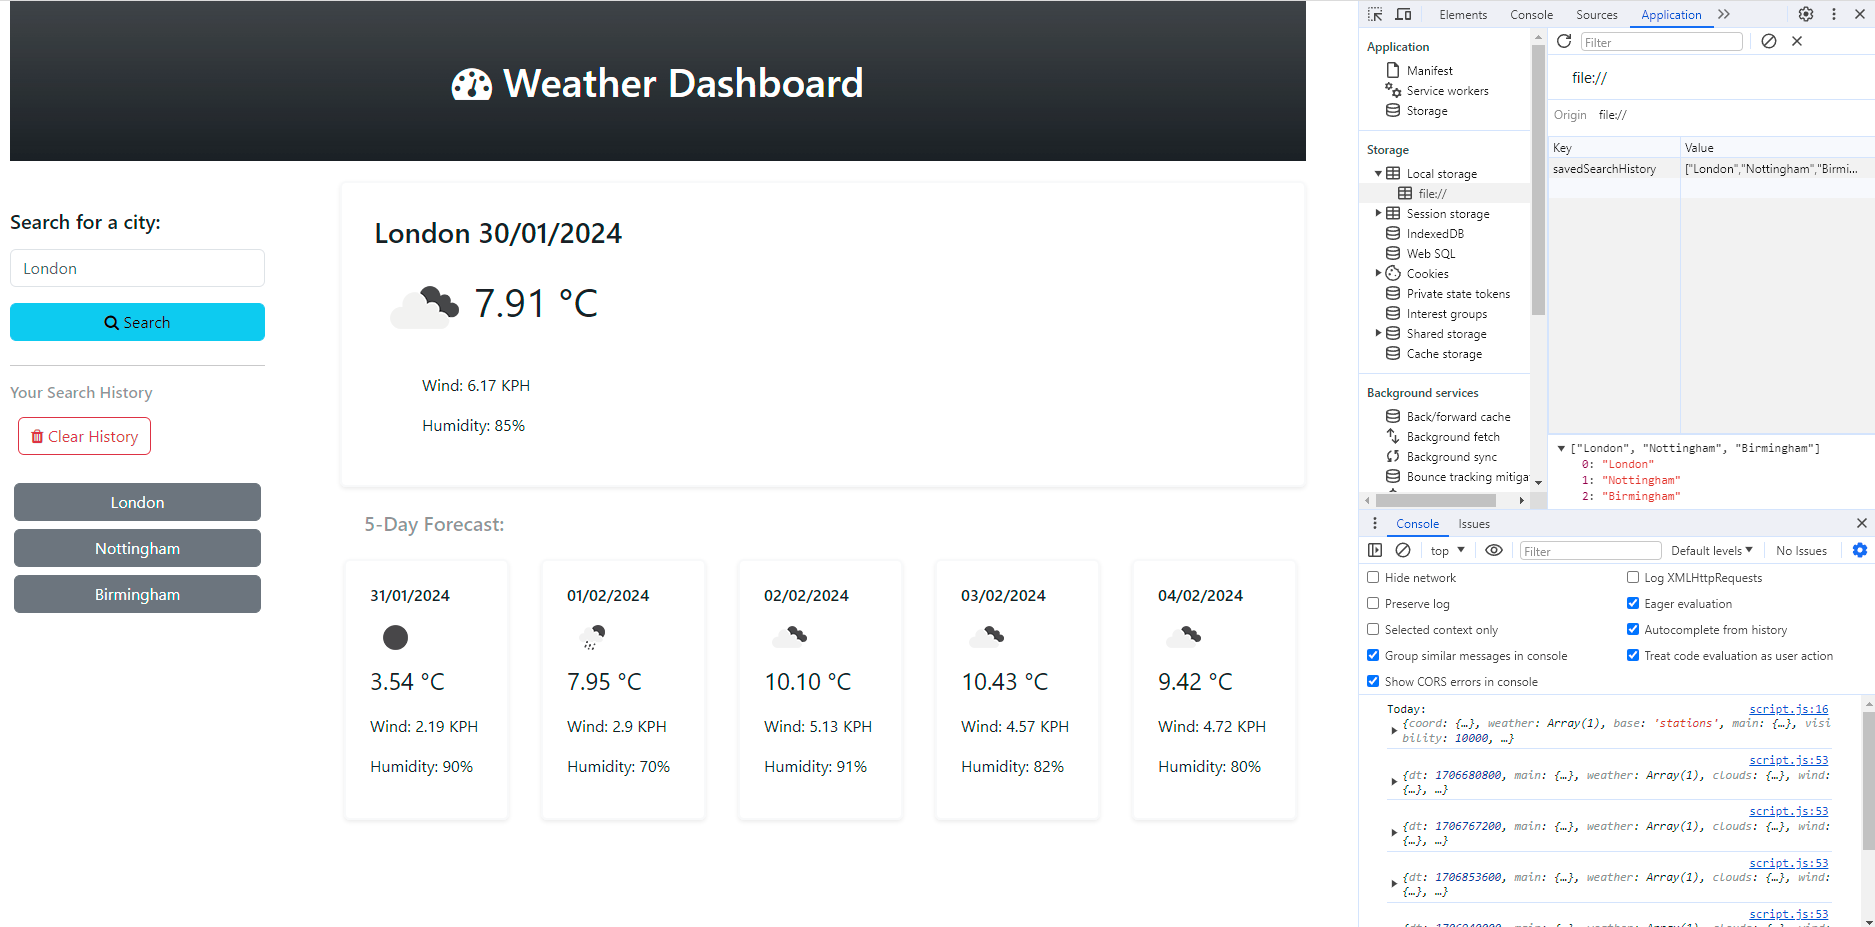 Weather Dashboard
Search for a city:
London
Search
Your Search History
Clear History
London
Nottingham
Birmingham
London 30/01/2024
7.91 °C
Wind: 6.17 KPH
Humidity: 85%
5-Day Forecast:
31/01/2024
3.54 °C
Wind: 2.19 KPH
Humidity: 90%
01/02/2024
7.95 °C
Wind: 2.9 KPH
Humidity: 70%
02/02/2024
10.10 °C
Wind: 5.13 KPH
Humidity: 91%
03/02/2024
10.43 °C
Wind: 4.57 KPH
Humidity: 82%
04/02/2024
9.42 °C
Wind: 4.72 KPH
Humidity: 80%
Elements Console Sources Application
Application
Manifest
Service workers
Storage
Storage
Local storage
file://
Session storage
IndexedDB
Web SQL
Cookies
Private state tokens
Interest groups
Shared storage
Cache storage
Background services
Back/forward cache
Background fetch
Background sync
Bounce tracking mitiga
Filter
file://
Origin file://
Key Value
savedSearchHistory ["London","Nottingham","Birmi...
["London", "Nottingham", "Birmingham"]
0: "London"
1: "Nottingham"
2: "Birmingham"
Console Issues
top Filter Default levels No Issues
Hide network Log XMLHttpRequests
Preserve log Eager evaluation
Selected context only Autocomplete from history
Group similar messages in console Treat code evaluation as user action
Show CORS errors in console
Today: script.js:16
{coord: {…}, weather: Array(1), base: 'stations', main: {…}, visi
bility: 10000, …}
script.js:53
{dt: 1706680800, main: {…}, weather: Array(1), clouds: {…}, wind:
{…}, …}
script.js:53
{dt: 1706767200, main: {…}, weather: Array(1), clouds: {…}, wind:
{…}, …}
script.js:53
{dt: 1706853600, main: {…}, weather: Array(1), clouds: {…}, wind:
{…}, …}
script.js:53